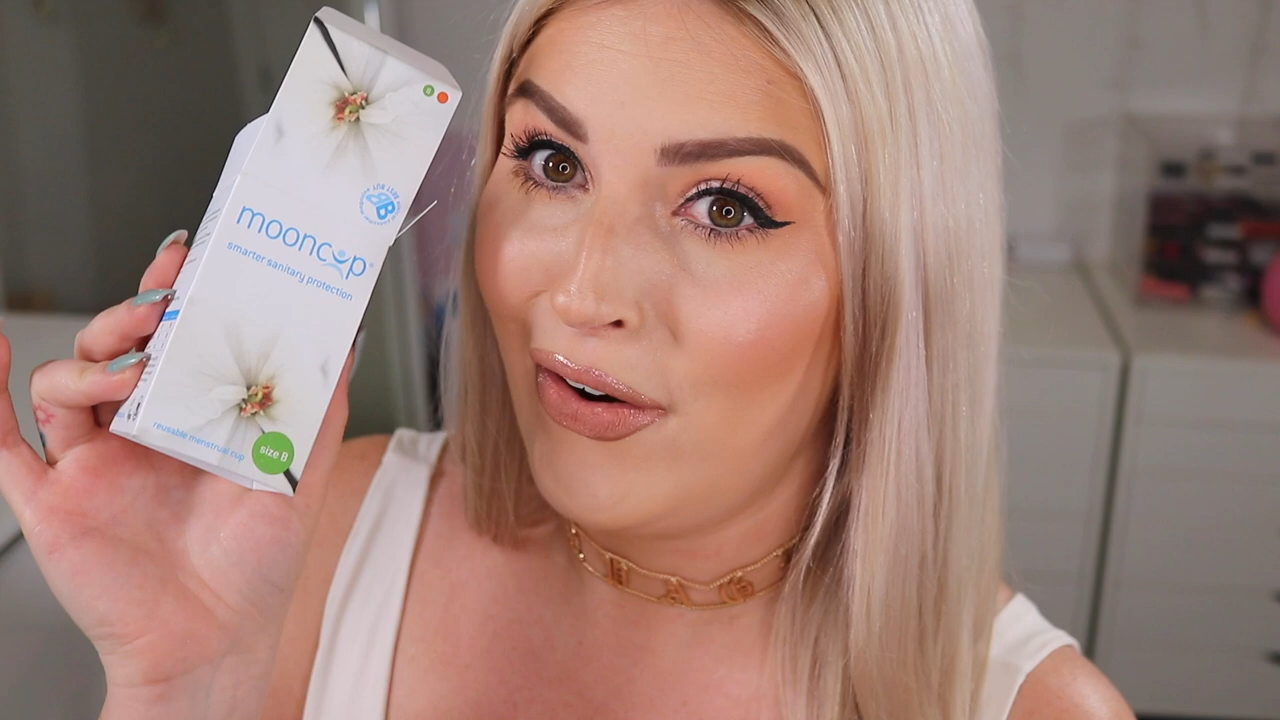 mooncup
smarter sanitary protection
reusable menstrual cup
size B